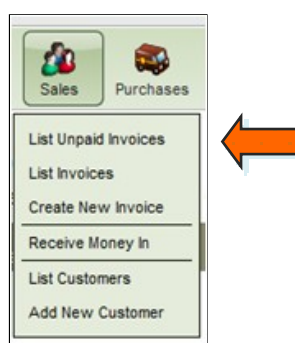 Sales Purchases
List Unpaid Invoices
List Invoices
Create New Invoice
Receive Money In
List Customers
Add New Customer